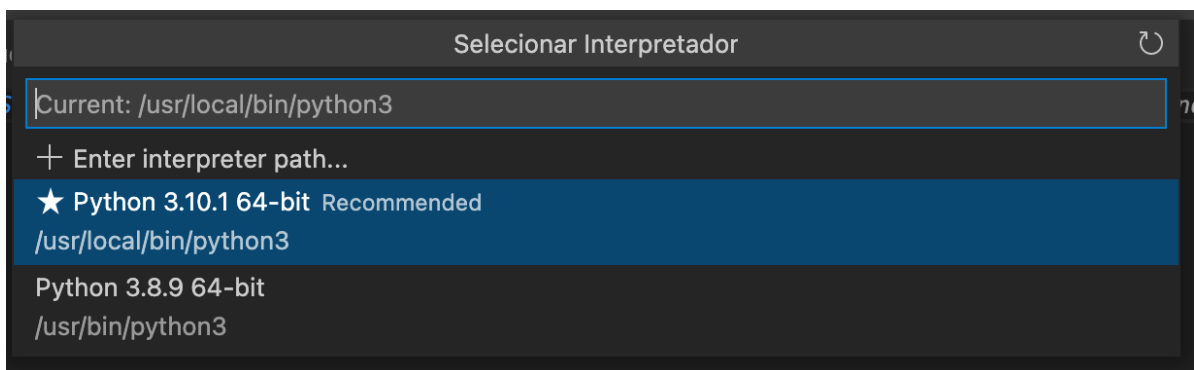 Selecionar Interpretador
Current: /usr/local/bin/python3
+ Enter interpreter path...
★ Python 3.10.1 64-bit Recommended
/usr/local/bin/python3
Python 3.8.9 64-bit
/usr/bin/python3